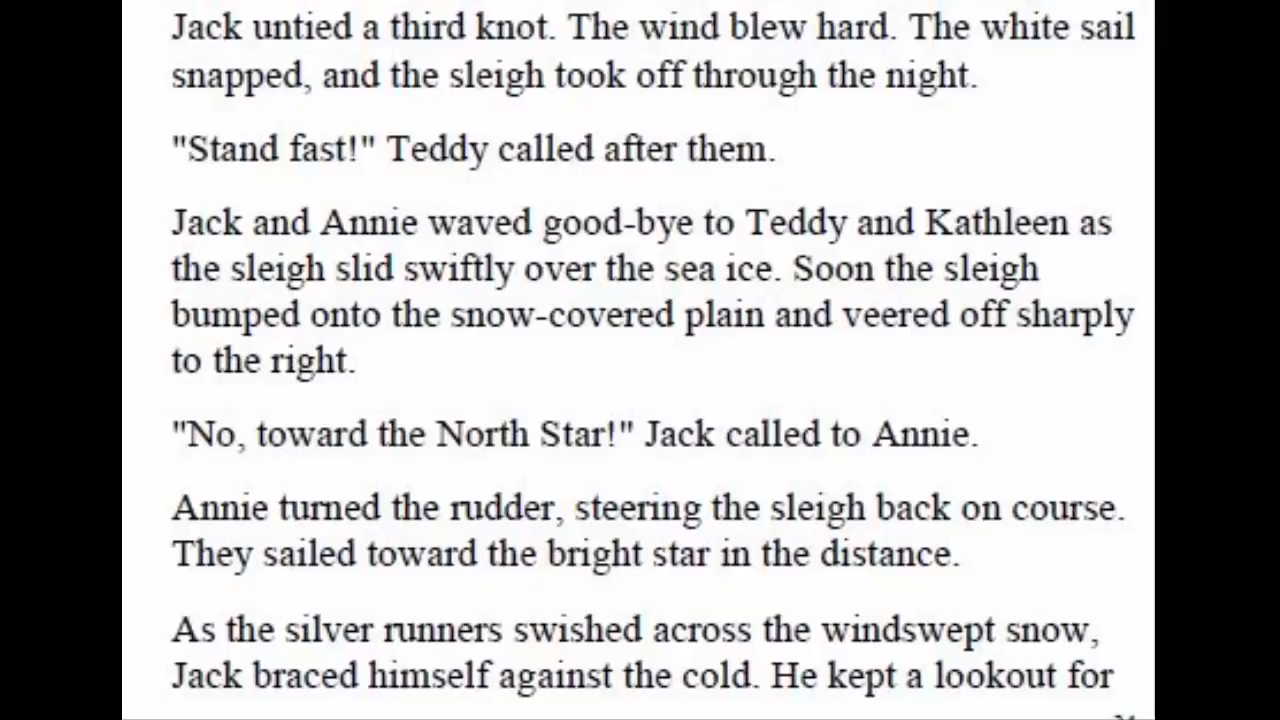 Jack untied a third knot. The wind blew hard. The white sail
snapped, and the sleigh took off through the night.
"Stand fast!" Teddy called after them.
Jack and Annie waved good-bye to Teddy and Kathleen as
the sleigh slid swiftly over the sea ice. Soon the sleigh
bumped onto the snow-covered plain and veered off sharply
to the right.
"No, toward the North Star!" Jack called to Annie.
Annie turned the rudder, steering the sleigh back on course.
They sailed toward the bright star in the distance.
As the silver runners swished across the windswept snow,
Jack braced himself against the cold. He kept a lookout for